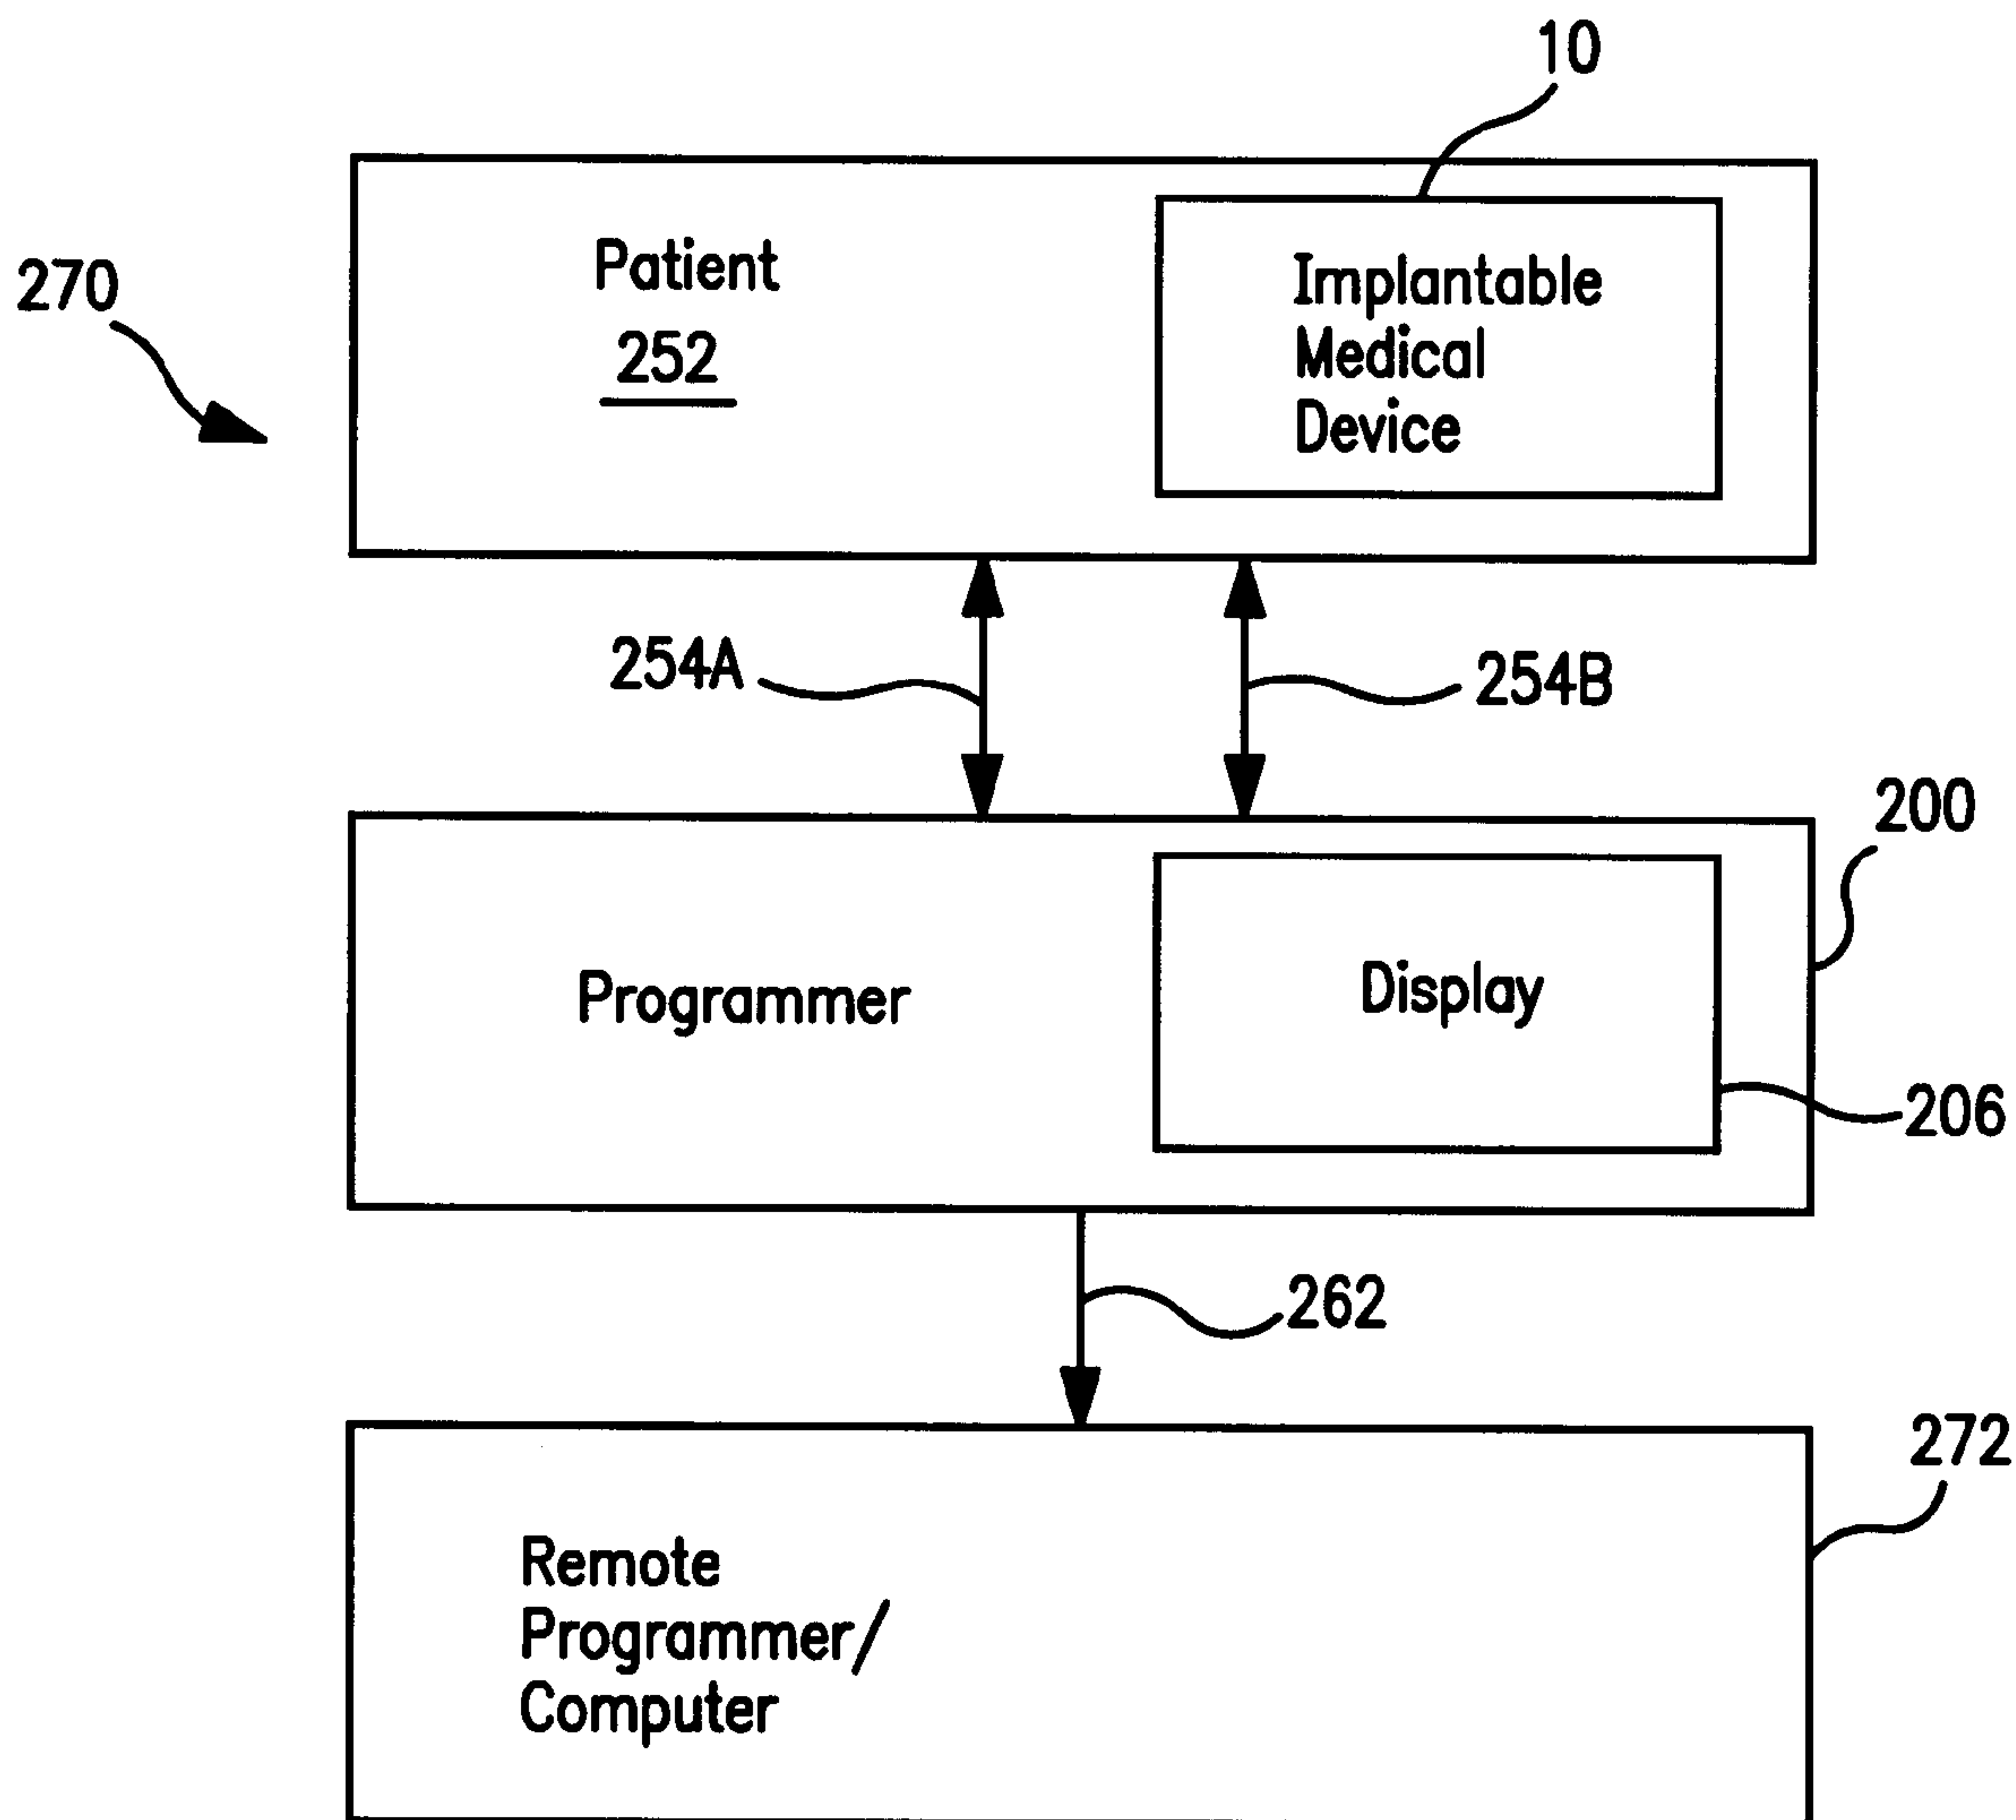 10
270
Patient
252
Implantable
Medical
Device
254A
254B
200
Programmer
Display
206
262
272
Remote
Programmer/
Computer